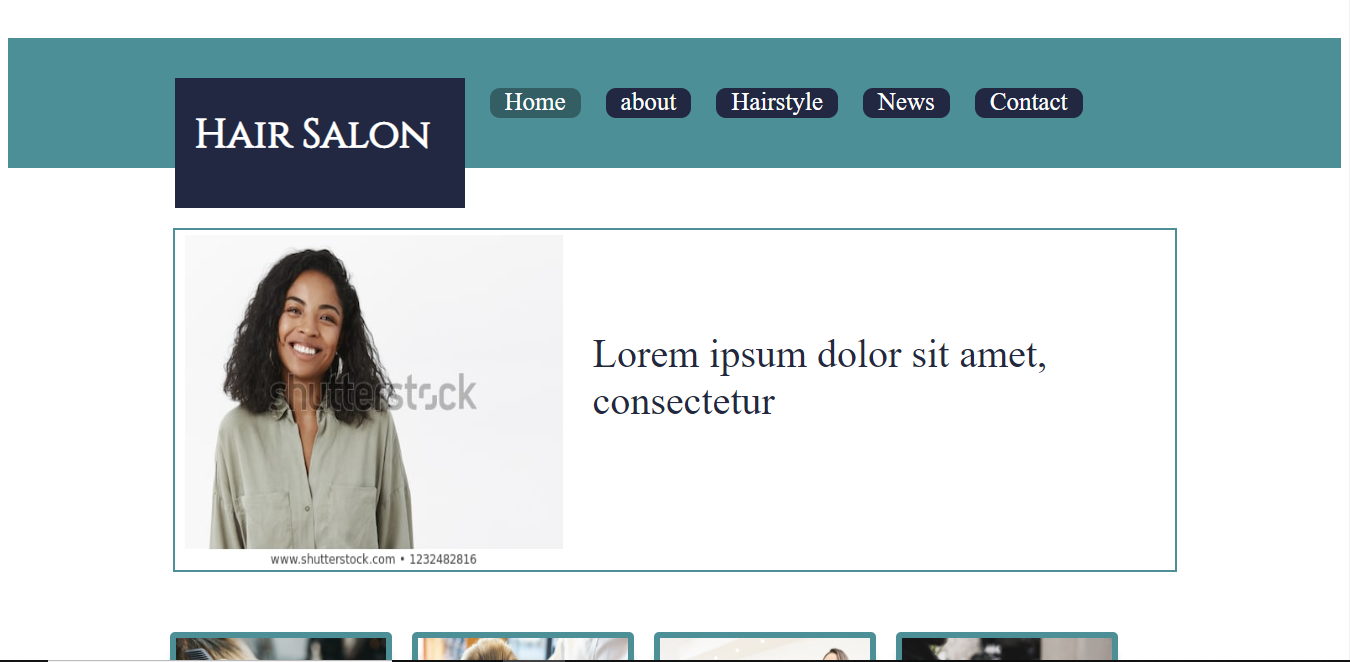 HAIR SALON
Home about Hairstyle News Contact
Lorem ipsum dolor sit amet,
consectetur
shutterstock
www.shutterstock.com • 1232482816